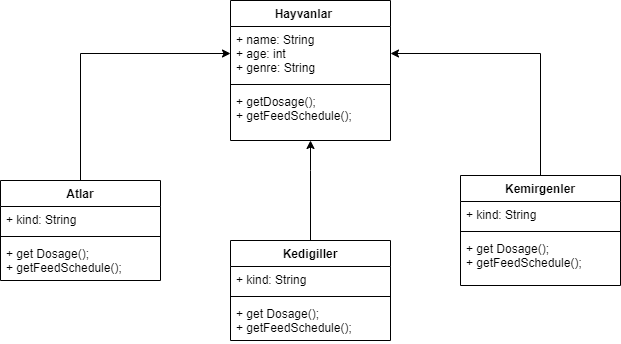 Hayvanlar
+ name: String
+ age: int
+ genre: String
+ getDosage();
+ getFeedSchedule();
Atlar
+ kind: String
+ get Dosage();
+ getFeedSchedule();
Kedigiller
+ kind: String
+ get Dosage();
+ getFeedSchedule();
Kemirgenler
+ kind: String
+ get Dosage();
+ getFeedSchedule();